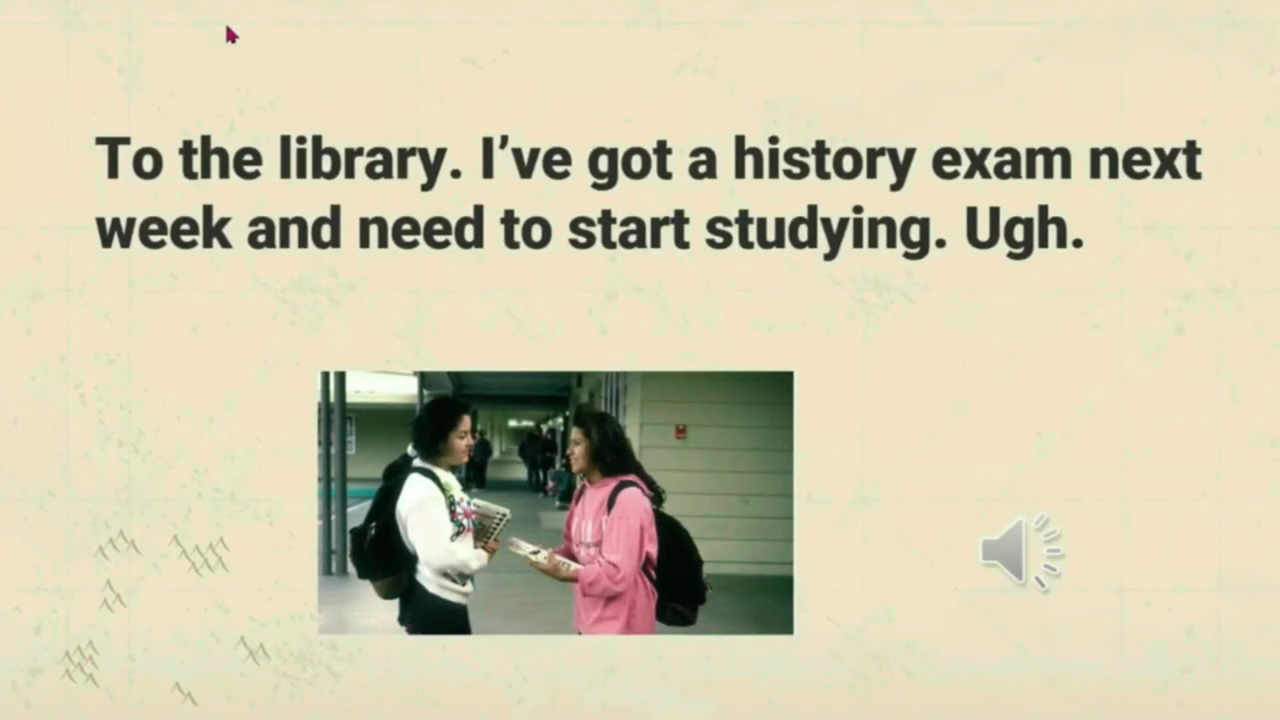 To the library. I've got a history exam next
week and need to start studying. Ugh.